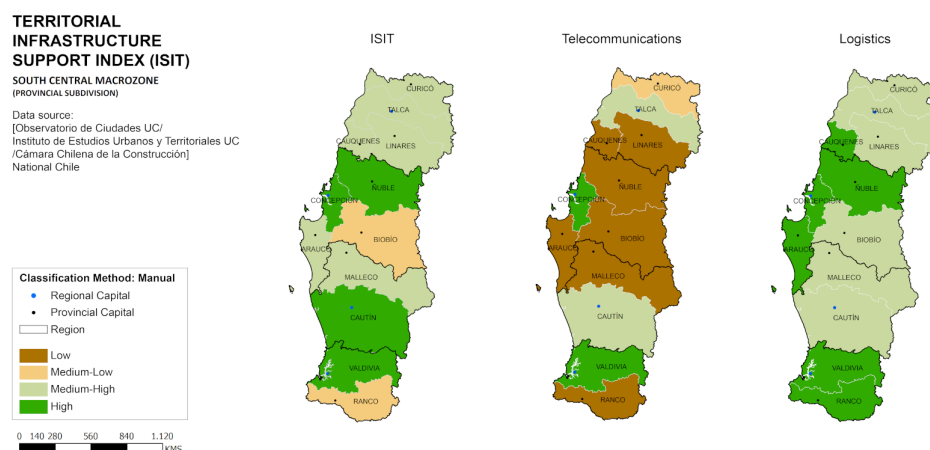 TERRITORIAL
INFRASTRUCTURE
SUPPORT INDEX (ISIT)
SOUTH CENTRAL MACROZONE
(PROVINCIAL SUBDIVISION)
Data source:
[Observatorio de Ciudades UC/
Instituto de Estudios Urbanos y Territoriales UC
/Cámara Chilena de la Construcción]
National Chile
Classification Method: Manual
Regional Capital
Provincial Capital
Region
Low
Medium-Low
Medium-High
High
0 140 280 560 840 1.120
KMS
ISIT
CURICÓ
TALCA
CAUQUENES
LINARES
ÑUBLE
CONCEPCIÓN
BIOBÍO
ARAUCO
MALLECO
CAUTÍN
VALDIVIA
RANCO
Telecommunications
CURICÓ
TALCA
CAUQUENES
LINARES
ÑUBLE
CONCEPCIÓN
BIOBÍO
ARAUCO
MALLECO
CAUTÍN
VALDIVIA
RANCO
Logistics
CURICÓ
TALCA
CAUQUENES
LINARES
ÑUBLE
CONCEPCIÓN
BIOBÍO
ARAUCO
MALLECO
CAUTÍN
VALDIVIA
RANCO